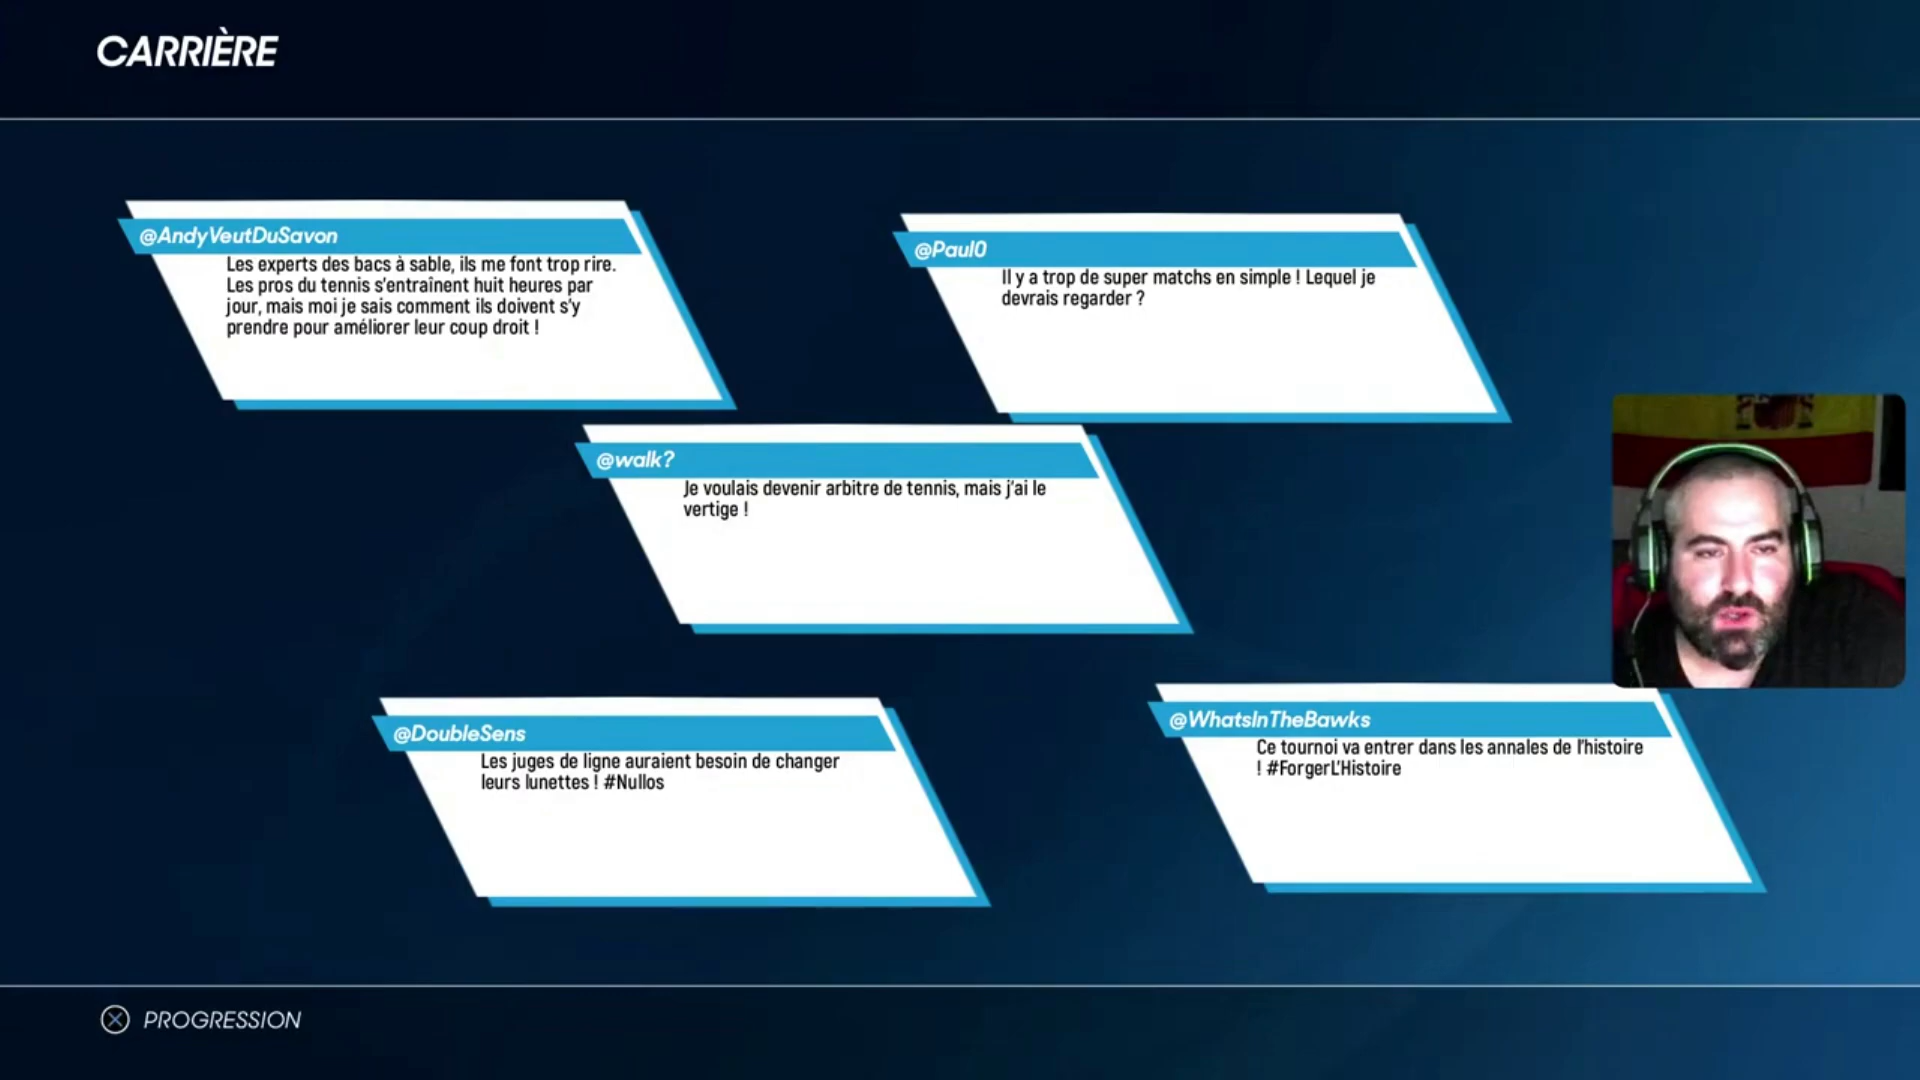 CARRIÈRE
@AndyVeutDuSavon
Les experts des bacs à sable, ils me font trop rire.
Les pros du tennis s'entraînent huit heures par
jour, mais moi je sais comment ils doivent s'y
prendre pour améliorer leur coup droit !
@Paul0
Il y a trop de super matchs en simple ! Lequel je
devrais regarder ?
@walk?
Je voulais devenir arbitre de tennis, mais j'ai le
vertige !
@DoubleSens
Les juges de ligne auraient besoin de changer
leurs lunettes ! #Nullos
@WhatsInTheBawks
Ce tournoi va entrer dans les annales de l'histoire
! #ForgerL'Histoire
PROGRESSION